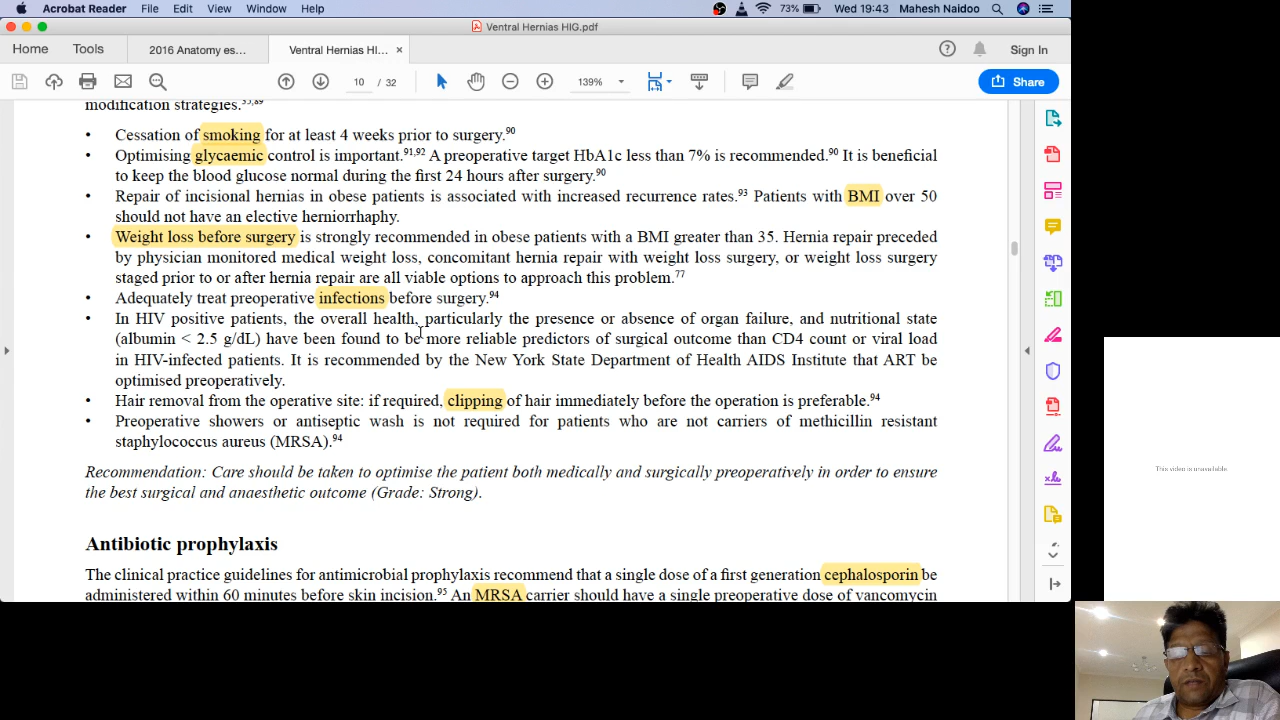 Acrobat Reader File Edit View Window Help 73% Wed 19:43 Mahesh Naidoo
Ventral Hernias HIG.pdf
Home Tools 2016 Anatomy es... Ventral Hernias HI... × Sign In
10 / 32 139% Share
modification strategies.35,89
• Cessation of smoking for at least 4 weeks prior to surgery.90
• Optimising glycaemic control is important.91,92 A preoperative target HbA1c less than 7% is recommended.90 It is beneficial
to keep the blood glucose normal during the first 24 hours after surgery.90
• Repair of incisional hernias in obese patients is associated with increased recurrence rates.93 Patients with BMI over 50
should not have an elective herniorrhaphy.
• Weight loss before surgery is strongly recommended in obese patients with a BMI greater than 35. Hernia repair preceded
by physician monitored medical weight loss, concomitant hernia repair with weight loss surgery, or weight loss surgery
staged prior to or after hernia repair are all viable options to approach this problem.77
• Adequately treat preoperative infections before surgery.94
• In HIV positive patients, the overall health, particularly the presence or absence of organ failure, and nutritional state
(albumin < 2.5 g/dL) have been found to be more reliable predictors of surgical outcome than CD4 count or viral load
in HIV-infected patients. It is recommended by the New York State Department of Health AIDS Institute that ART be
optimised preoperatively.
• Hair removal from the operative site: if required, clipping of hair immediately before the operation is preferable.94
• Preoperative showers or antiseptic wash is not required for patients who are not carriers of methicillin resistant
staphylococcus aureus (MRSA).94
Recommendation: Care should be taken to optimise the patient both medically and surgically preoperatively in order to ensure
the best surgical and anaesthetic outcome (Grade: Strong).
Antibiotic prophylaxis
The clinical practice guidelines for antimicrobial prophylaxis recommend that a single dose of a first generation cephalosporin be
administered within 60 minutes before skin incision.95 An MRSA carrier should have a single preoperative dose of vancomycin
This video is unavailable